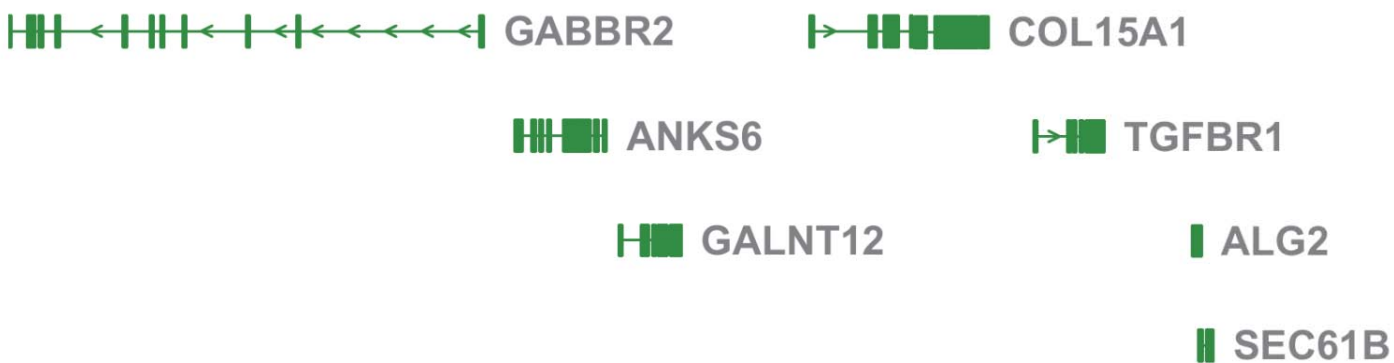 GABBR2 COL15A1
ANKS6 TGFBR1
GALNT12 ALG2
SEC61B